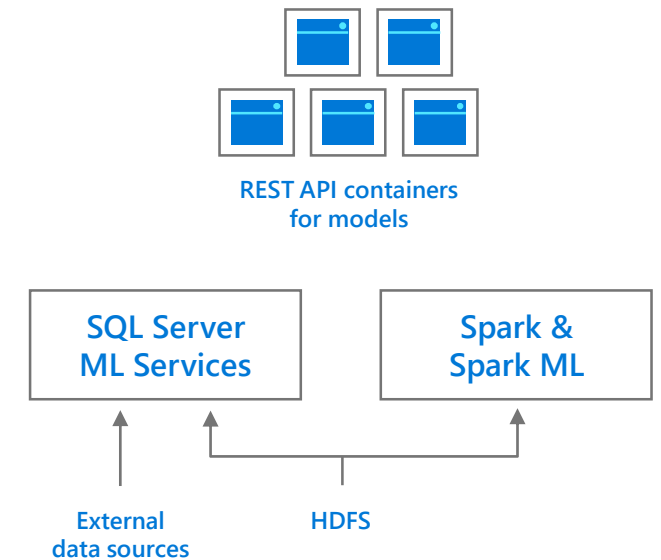 REST API containers
for models
SQL Server
ML Services
Spark &
Spark ML
External
data sources
HDFS